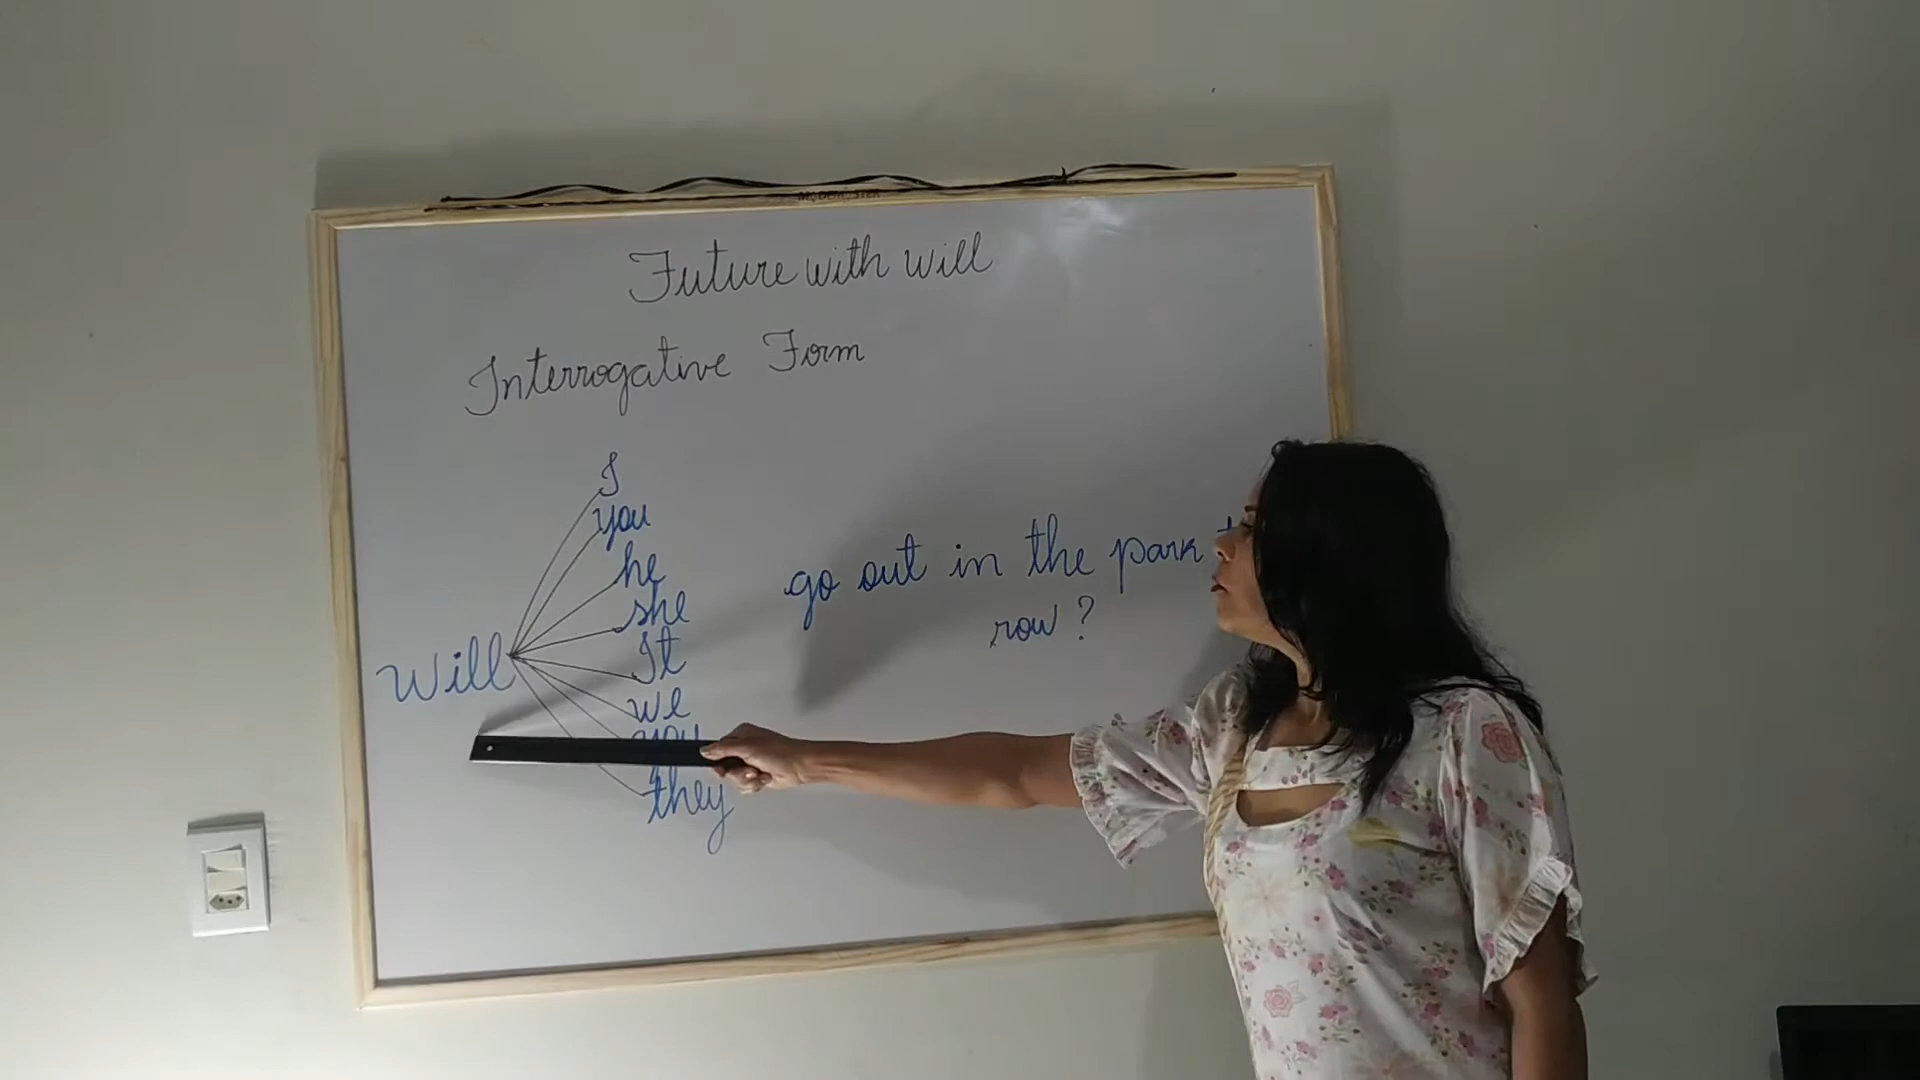 Future with will
Interrogative Form
I
you
he
she
It
we
you
they
Will
go out in the park
row ?